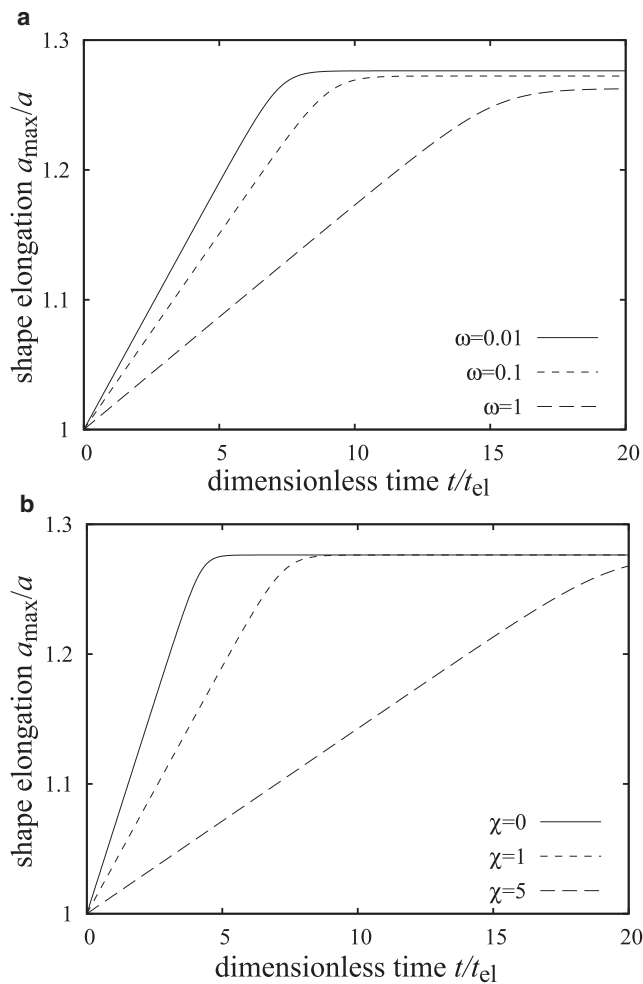 a
1.3
1.2
1.1
1
shape elongation a_max/a
ω=0.01
ω=0.1
ω=1
0
5
10
15
20
dimensionless time t/t_el
b
1.3
1.2
1.1
1
shape elongation a_max/a
χ=0
χ=1
χ=5
0
5
10
15
20
dimensionless time t/t_el